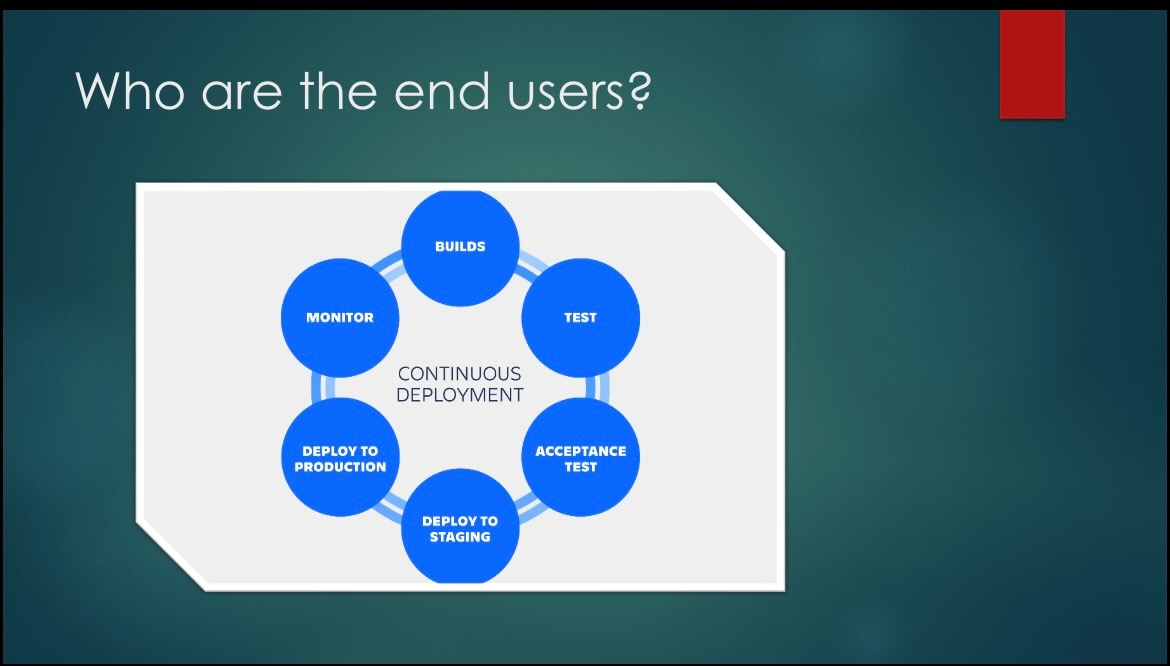 Who are the end users?
BUILDS
TEST
ACCEPTANCE
TEST
DEPLOY TO
STAGING
DEPLOY TO
PRODUCTION
MONITOR
CONTINUOUS
DEPLOYMENT